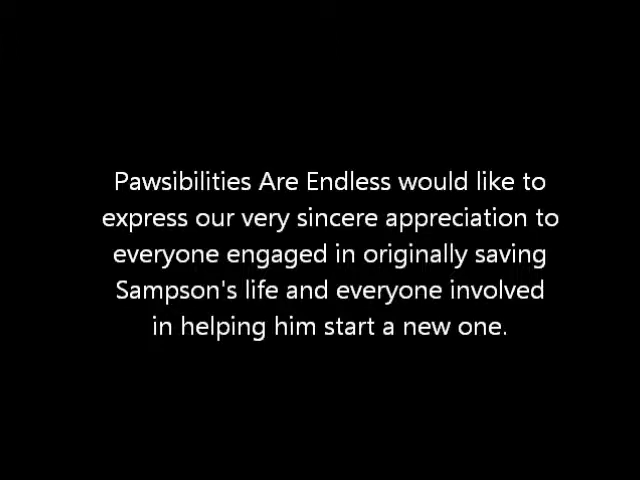 Pawsibilities Are Endless would like to
express our very sincere appreciation to
everyone engaged in originally saving
Sampson's life and everyone involved
in helping him start a new one.